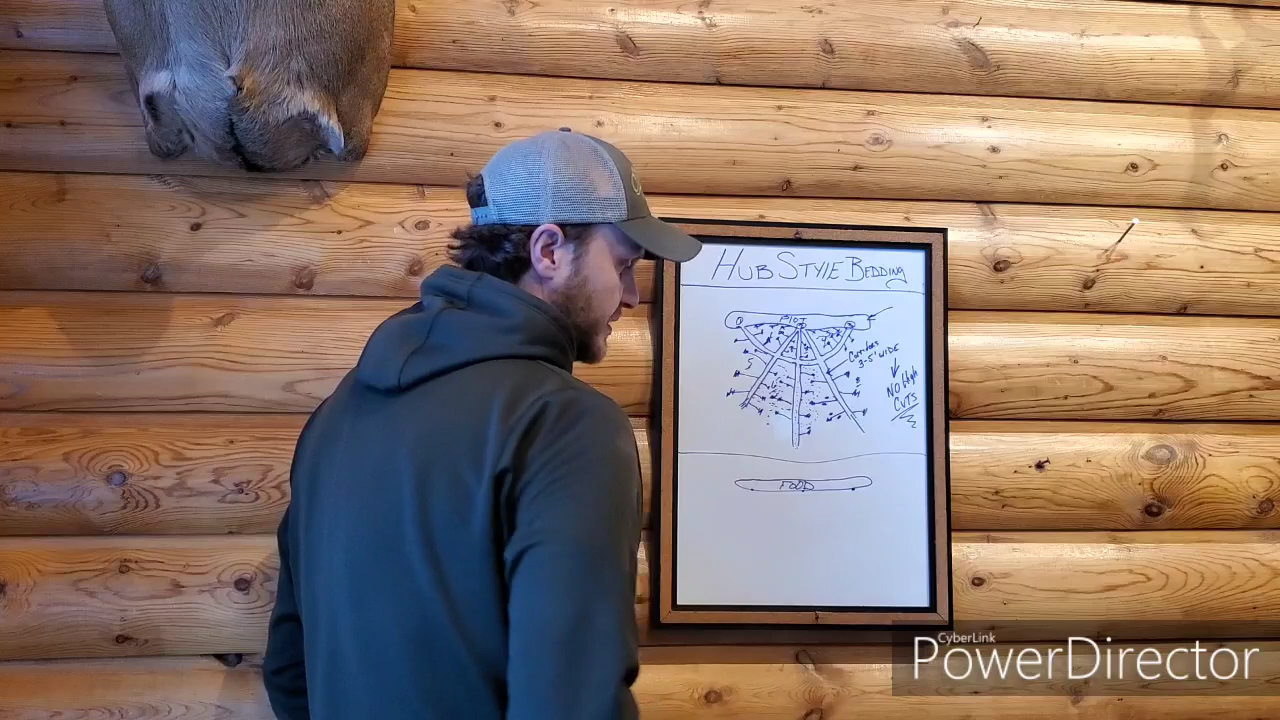 HUB STYLE BEDDING
PLOT
Corridors
3-5' WIDE
NO High
CUTS
FOOD
CyberLink
PowerDirector